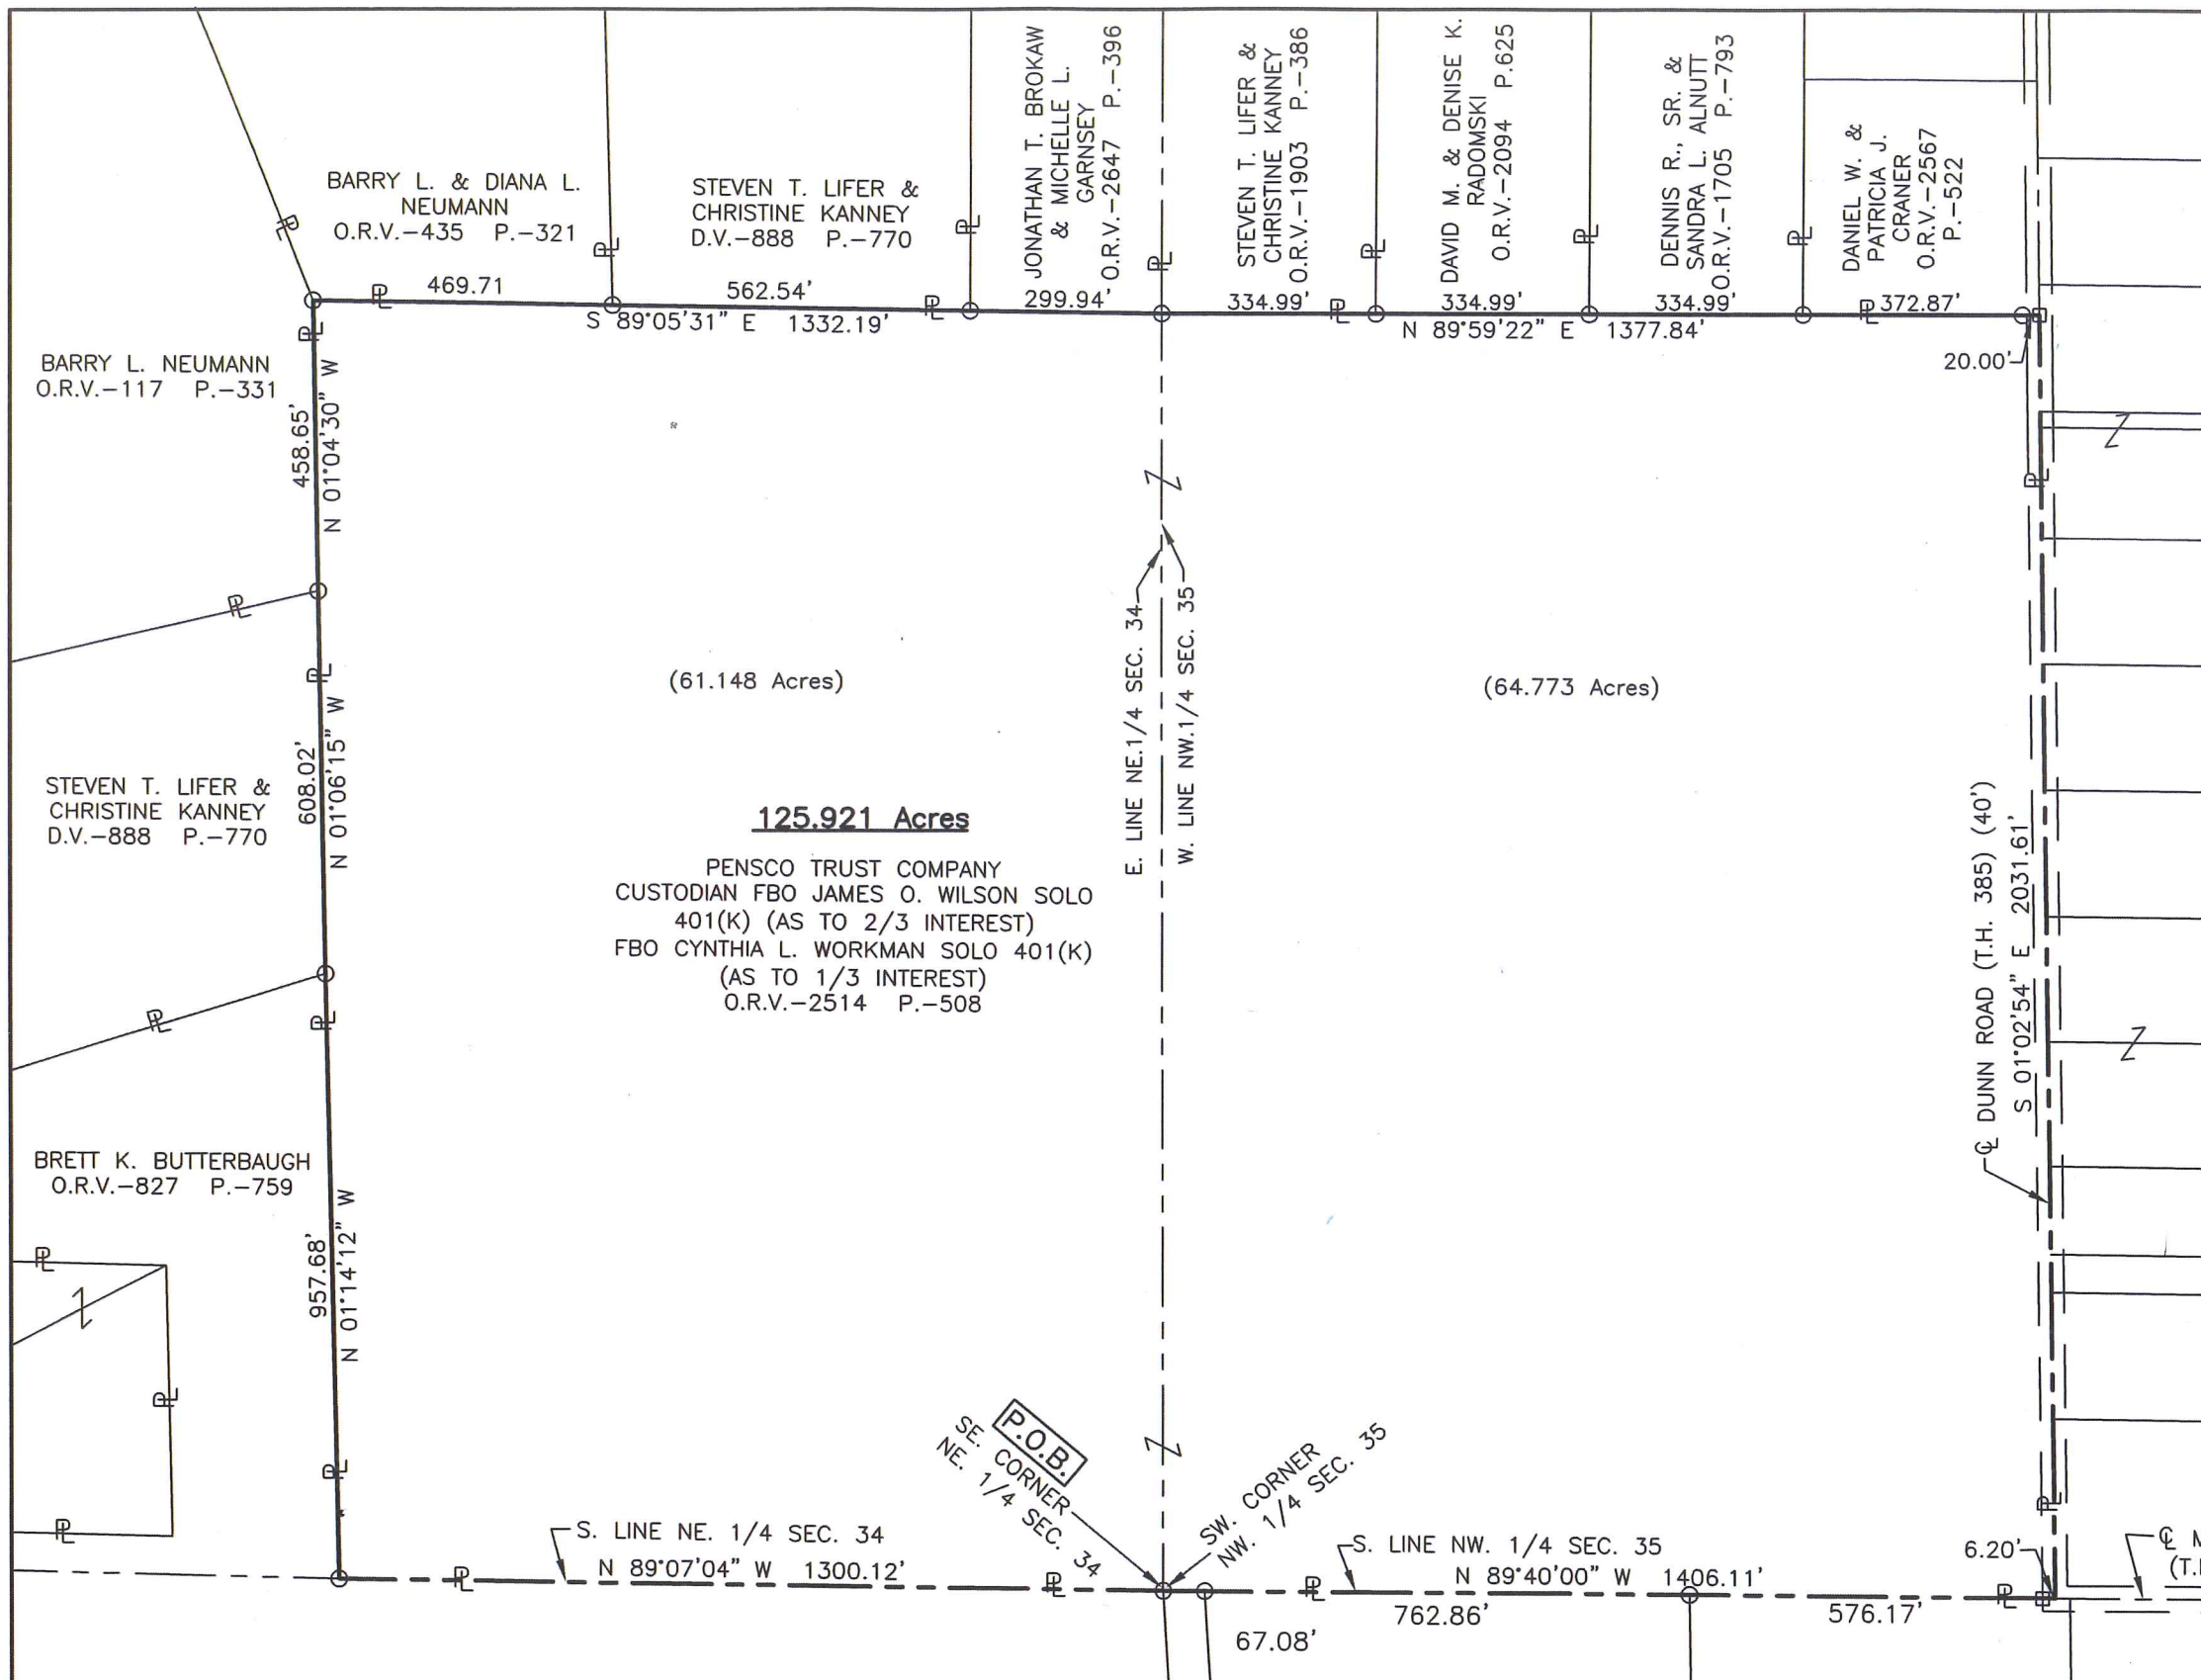 BARRY L. & DIANA L.
NEUMANN
O.R.V.-435 P.-321
STEVEN T. LIFER &
CHRISTINE KANNEY
D.V.-888 P.-770
JONATHAN T. BROKAW
& MICHELLE L.
GARNSEY
O.R.V.-2647 P.-396
STEVEN T. LIFER &
CHRISTINE KANNEY
O.R.V.-1903 P.-386
DAVID M. & DENISE K.
RADOMSKI
O.R.V.-2094 P.625
DENNIS R., SR. &
SANDRA L. ALNUTT
O.R.V.-1705 P.-793
DANIEL W. &
PATRICIA J.
CRANER
O.R.V.-2567
P.-522
469.71
562.54'
299.94'
334.99'
334.99'
334.99'
372.87'
S 89°05'31" E 1332.19'
N 89°59'22" E 1377.84'
20.00'
BARRY L. NEUMANN
O.R.V.-117 P.-331
458.65'
N 01°04'30" W
608.02'
N 01°06'15" W
STEVEN T. LIFER &
CHRISTINE KANNEY
D.V.-888 P.-770
BRETT K. BUTTERBAUGH
O.R.V.-827 P.-759
957.68'
N 01°14'12" W
(61.148 Acres)
(64.773 Acres)
E. LINE NE.1/4 SEC. 34
W. LINE NW.1/4 SEC. 35
125.921 Acres
PENSCO TRUST COMPANY
CUSTODIAN FBO JAMES O. WILSON SOLO
401(K) (AS TO 2/3 INTEREST)
FBO CYNTHIA L. WORKMAN SOLO 401(K)
(AS TO 1/3 INTEREST)
O.R.V.-2514 P.-508
℄ DUNN ROAD (T.H. 385) (40')
S 01°02'54" E 2031.61'
P.O.B.
SE. CORNER
NE. 1/4 SEC. 34
SW. CORNER
NW. 1/4 SEC. 35
S. LINE NE. 1/4 SEC. 34
N 89°07'04" W 1300.12'
S. LINE NW. 1/4 SEC. 35
N 89°40'00" W 1406.11'
67.08'
762.86'
576.17'
6.20'
℄ M